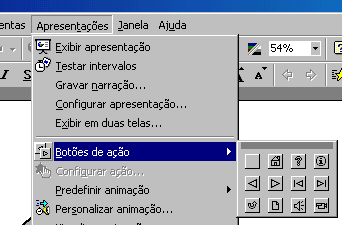 entas Apresentações Janela Ajuda
Exibir apresentação
54%
Testar intervalos
Gravar narração...
Configurar apresentação...
Exibir em duas telas...
Botões de ação
Configurar ação...
Predefinir animação
Personalizar animação...